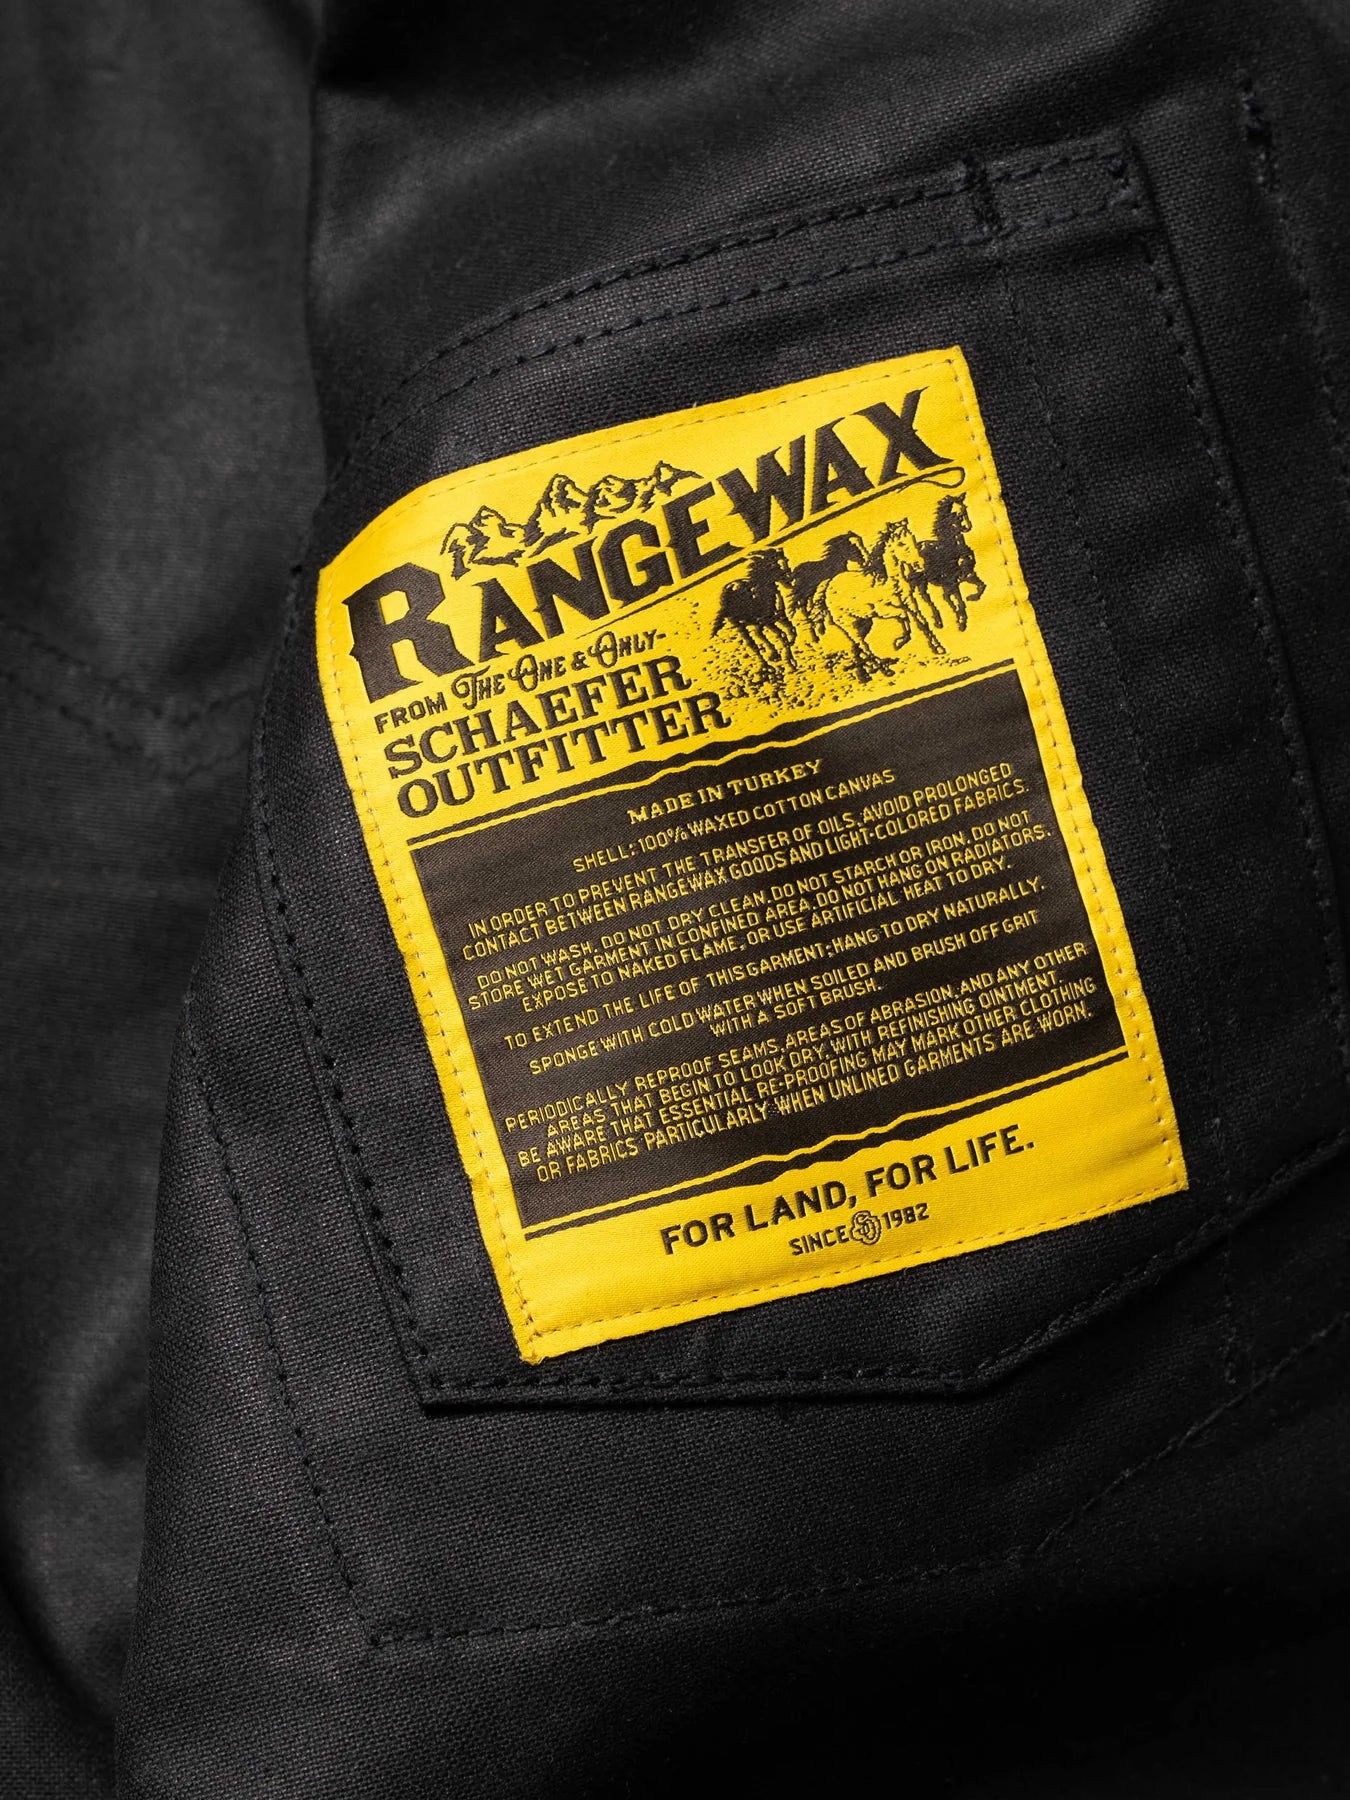 RANGEWAX
FROM THE ONE & ONLY-
SCHAEFER
OUTFITTER
MADE IN TURKEY
SHELL: 100% WAXED COTTON CANVAS
IN ORDER TO PREVENT THE TRANSFER OF OILS, AVOID PROLONGED
CONTACT BETWEEN RANGEWAX GOODS AND LIGHT-COLORED FABRICS.
DO NOT WASH. DO NOT DRY CLEAN. DO NOT STARCH OR IRON. DO NOT
STORE WET GARMENT IN CONFINED AREA. DO NOT HANG ON RADIATORS.
EXPOSE TO NAKED FLAME, OR USE ARTIFICIAL HEAT TO DRY.
TO EXTEND THE LIFE OF THIS GARMENT; HANG TO DRY NATURALLY.
SPONGE WITH COLD WATER WHEN SOILED AND BRUSH OFF GRIT
WITH A SOFT BRUSH.
PERIODICALLY REPROOF SEAMS, AREAS OF ABRASION, AND ANY OTHER
AREAS THAT BEGIN TO LOOK DRY, WITH REFINISHING OINTMENT.
BE AWARE THAT ESSENTIAL RE-PROOFING MAY MARK OTHER CLOTHING
OR FABRICS PARTICULARLY WHEN UNLINED GARMENTS ARE WORN.
FOR LAND, FOR LIFE.
SINCE SO 1982